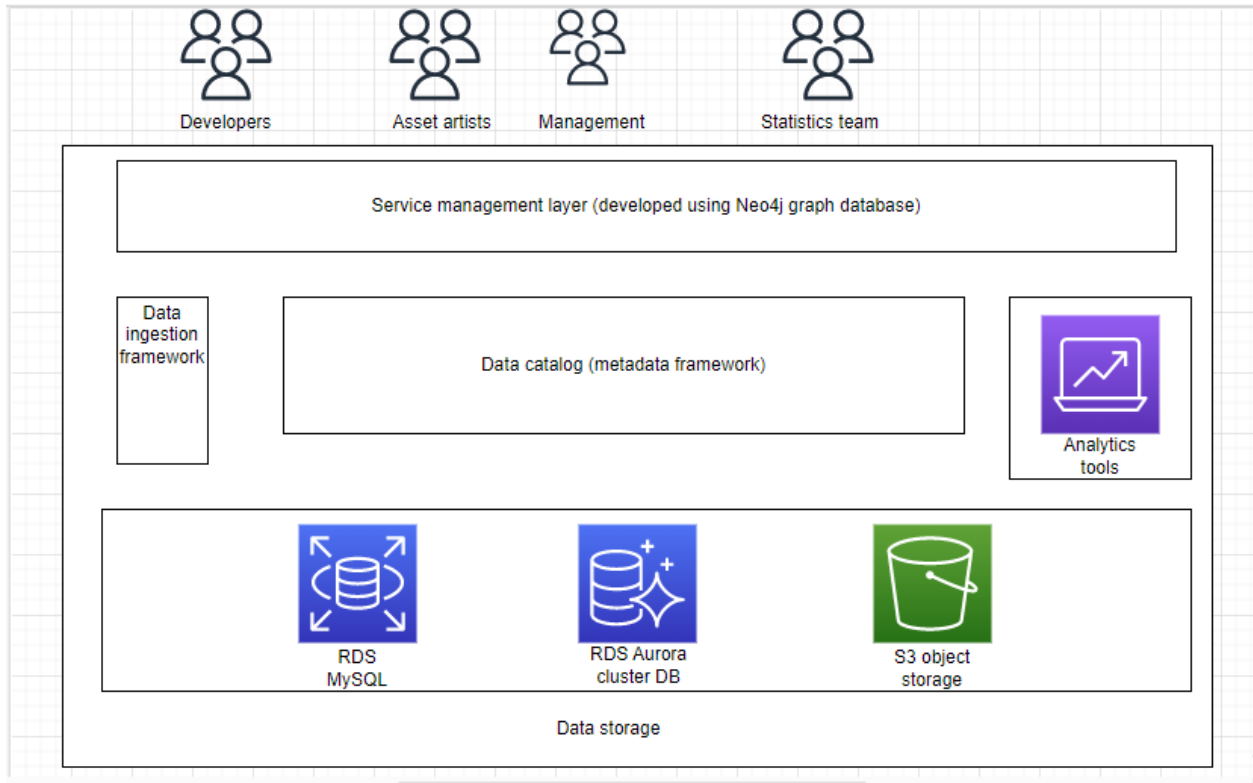 Developers
Asset artists
Management
Statistics team
Service management layer (developed using Neo4j graph database)
Data
ingestion
framework
Data catalog (metadata framework)
Analytics
tools
RDS
MySQL
RDS Aurora
cluster DB
S3 object
storage
Data storage